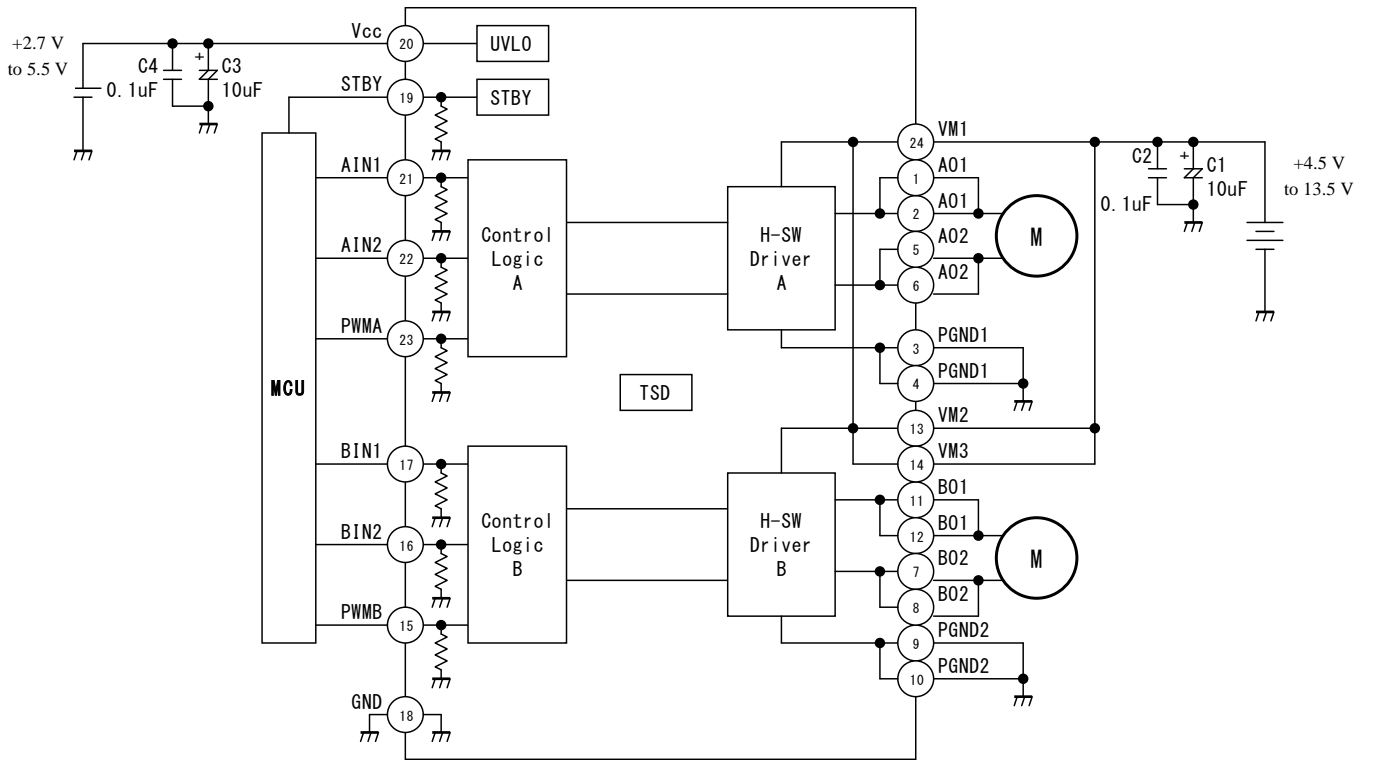 +2.7 V
to 5.5 V
C4
0.1uF
+
C3
10uF
Vcc
20
UVLO
STBY
19
STBY
MCU
AIN1
21
AIN2
22
PWMA
23
Control
Logic
A
H-SW
Driver
A
BIN1
17
BIN2
16
PWMB
15
Control
Logic
B
H-SW
Driver
B
GND
18
TSD
24
VM1
1
AO1
2
AO1
5
AO2
6
AO2
M
3
PGND1
4
PGND1
13
VM2
14
VM3
11
BO1
12
BO1
7
BO2
8
BO2
M
9
PGND2
10
PGND2
C2
0.1uF
+
C1
10uF
+4.5 V
to 13.5 V